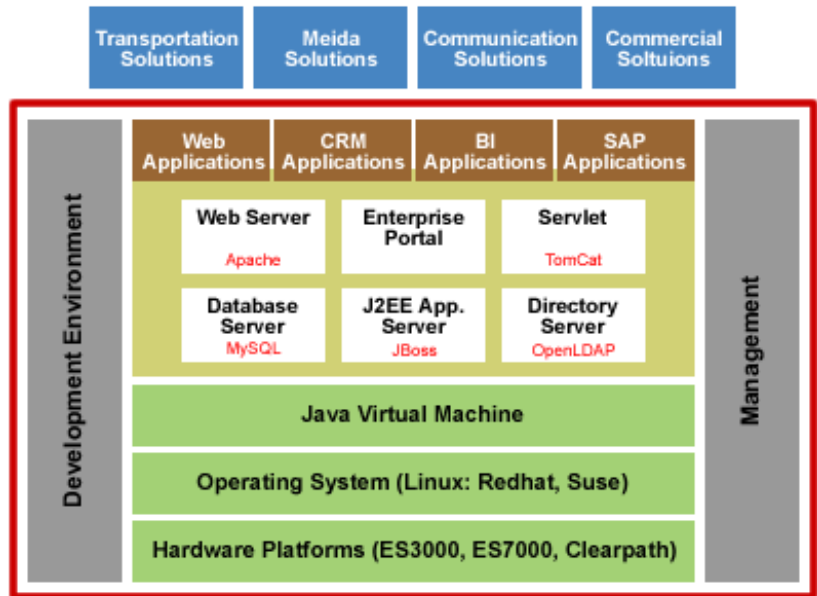 Transportation
Solutions
Meida
Solutions
Communication
Solutions
Commercial
Soltuions
Development Environment
Web
Applications
CRM
Applications
BI
Applications
SAP
Applications
Web Server
Apache
Enterprise
Portal
Servlet
TomCat
Database
Server
MySQL
J2EE App.
Server
JBoss
Directory
Server
OpenLDAP
Java Virtual Machine
Operating System (Linux: Redhat, Suse)
Hardware Platforms (ES3000, ES7000, Clearpath)
Management